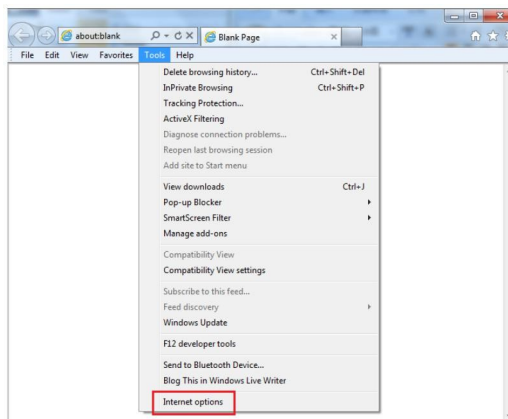 about:blank
Blank Page
File Edit View Favorites Tools Help
Delete browsing history... Ctrl+Shift+Del
InPrivate Browsing Ctrl+Shift+P
Tracking Protection...
ActiveX Filtering
Diagnose connection problems...
Reopen last browsing session
Add site to Start menu
View downloads Ctrl+J
Pop-up Blocker
SmartScreen Filter
Manage add-ons
Compatibility View
Compatibility View settings
Subscribe to this feed...
Feed discovery
Windows Update
F12 developer tools
Send to Bluetooth Device...
Blog This in Windows Live Writer
Internet options